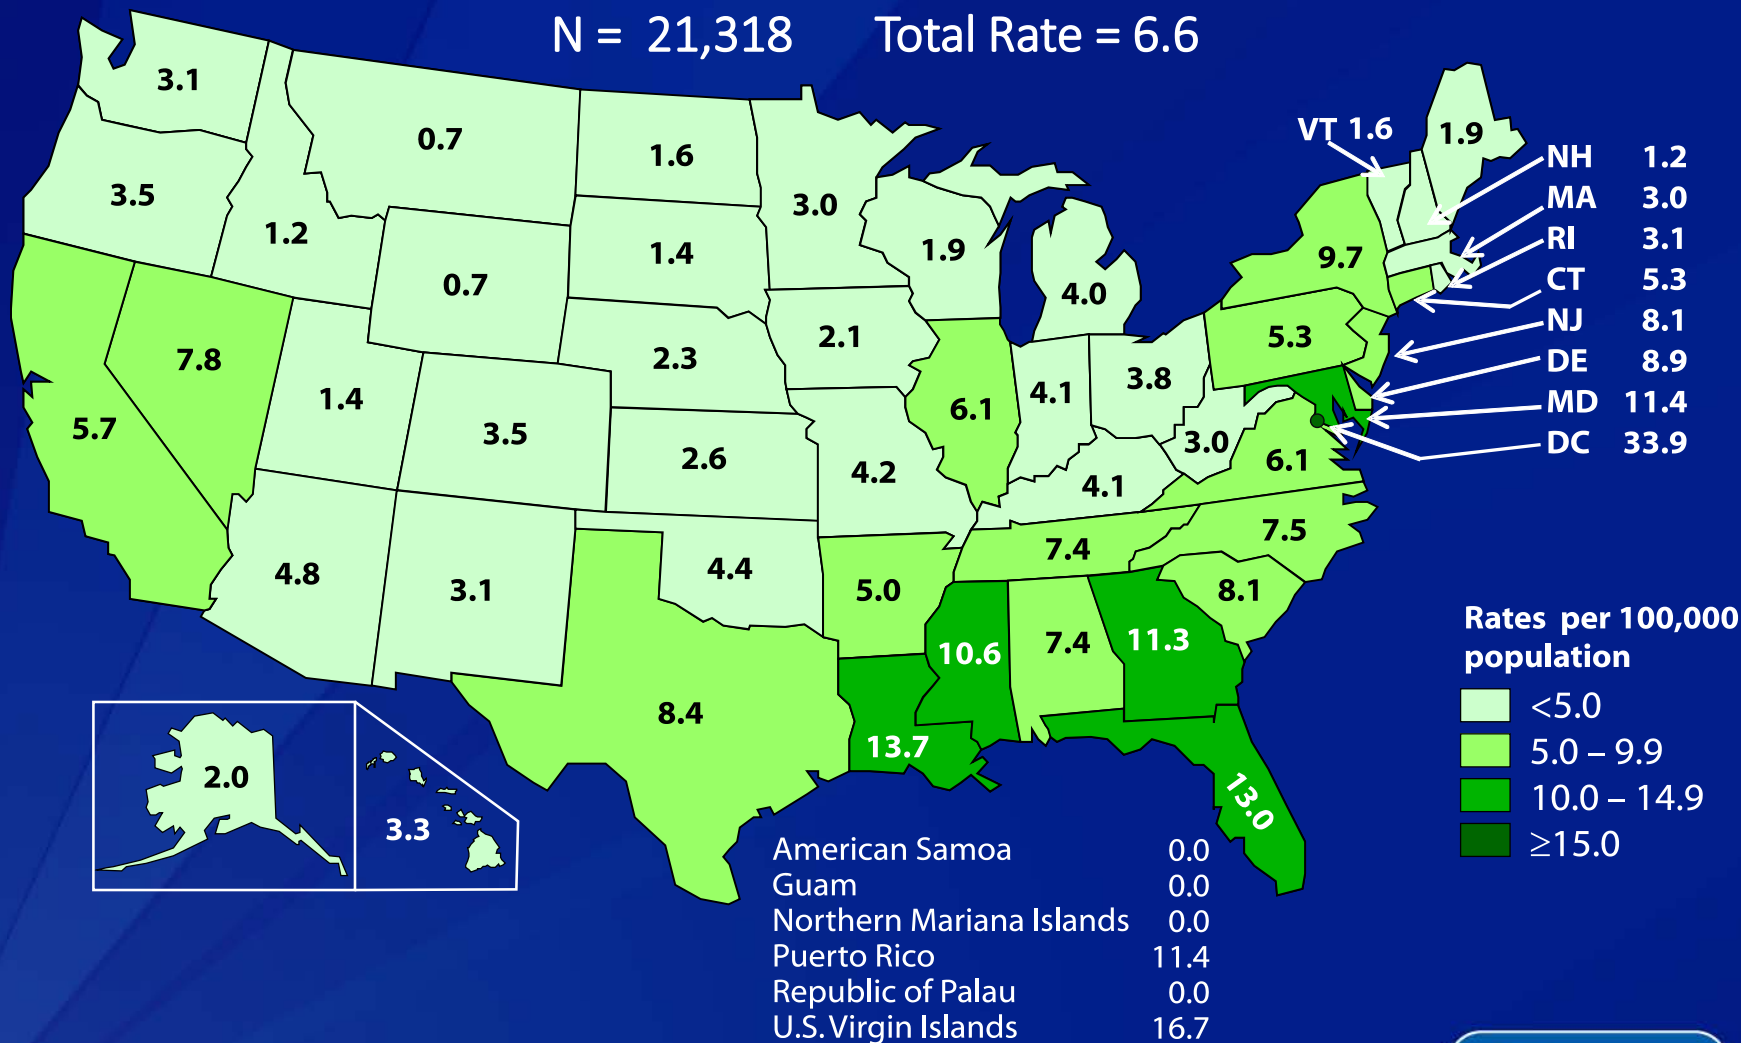 N = 21,318 Total Rate = 6.6
3.1
0.7
1.6
3.0
VT 1.6
1.9
NH 1.2
MA 3.0
RI 3.1
CT 5.3
NJ 8.1
DE 8.9
MD 11.4
DC 33.9
3.5
1.2
0.7
1.4
1.9
4.0
9.7
7.8
2.3
2.1
5.3
5.7
1.4
3.5
2.6
6.1
4.1
3.8
4.2
3.0
6.1
4.1
4.8
3.1
4.4
5.0
7.4
7.5
8.1
8.4
10.6
7.4
11.3
13.7
13.0
2.0
3.3
Rates per 100,000
population
<5.0
5.0 – 9.9
10.0 – 14.9
≥15.0
American Samoa 0.0
Guam 0.0
Northern Mariana Islands 0.0
Puerto Rico 11.4
Republic of Palau 0.0
U.S. Virgin Islands 16.7